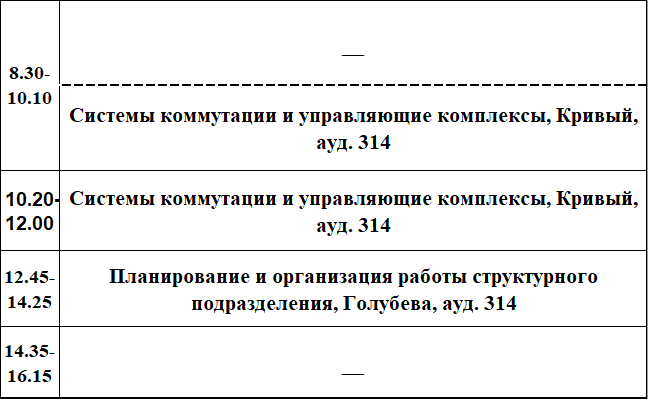 8.30-
10.10
—
Системы коммутации и управляющие комплексы, Кривый,
ауд. 314
10.20-
12.00
Системы коммутации и управляющие комплексы, Кривый,
ауд. 314
12.45-
14.25
Планирование и организация работы структурного
подразделения, Голубева, ауд. 314
14.35-
16.15
—